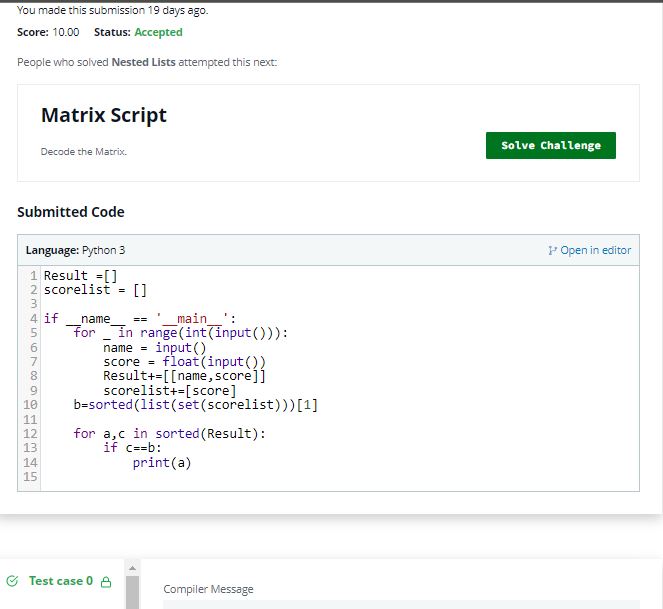 You made this submission 19 days ago.
Score: 10.00 Status: Accepted
People who solved Nested Lists attempted this next:
Matrix Script
Decode the Matrix.
Solve Challenge
Submitted Code
Language: Python 3
Open in editor
1 Result =[]
2 scorelist = []
3
4 if __name__ == '__main__':
5     for _ in range(int(input())):
6         name = input()
7         score = float(input())
8         Result+=[[name,score]]
9         scorelist+=[score]
10     b=sorted(list(set(scorelist)))[1]
11
12     for a,c in sorted(Result):
13         if c==b:
14             print(a)
15
Test case 0
Compiler Message